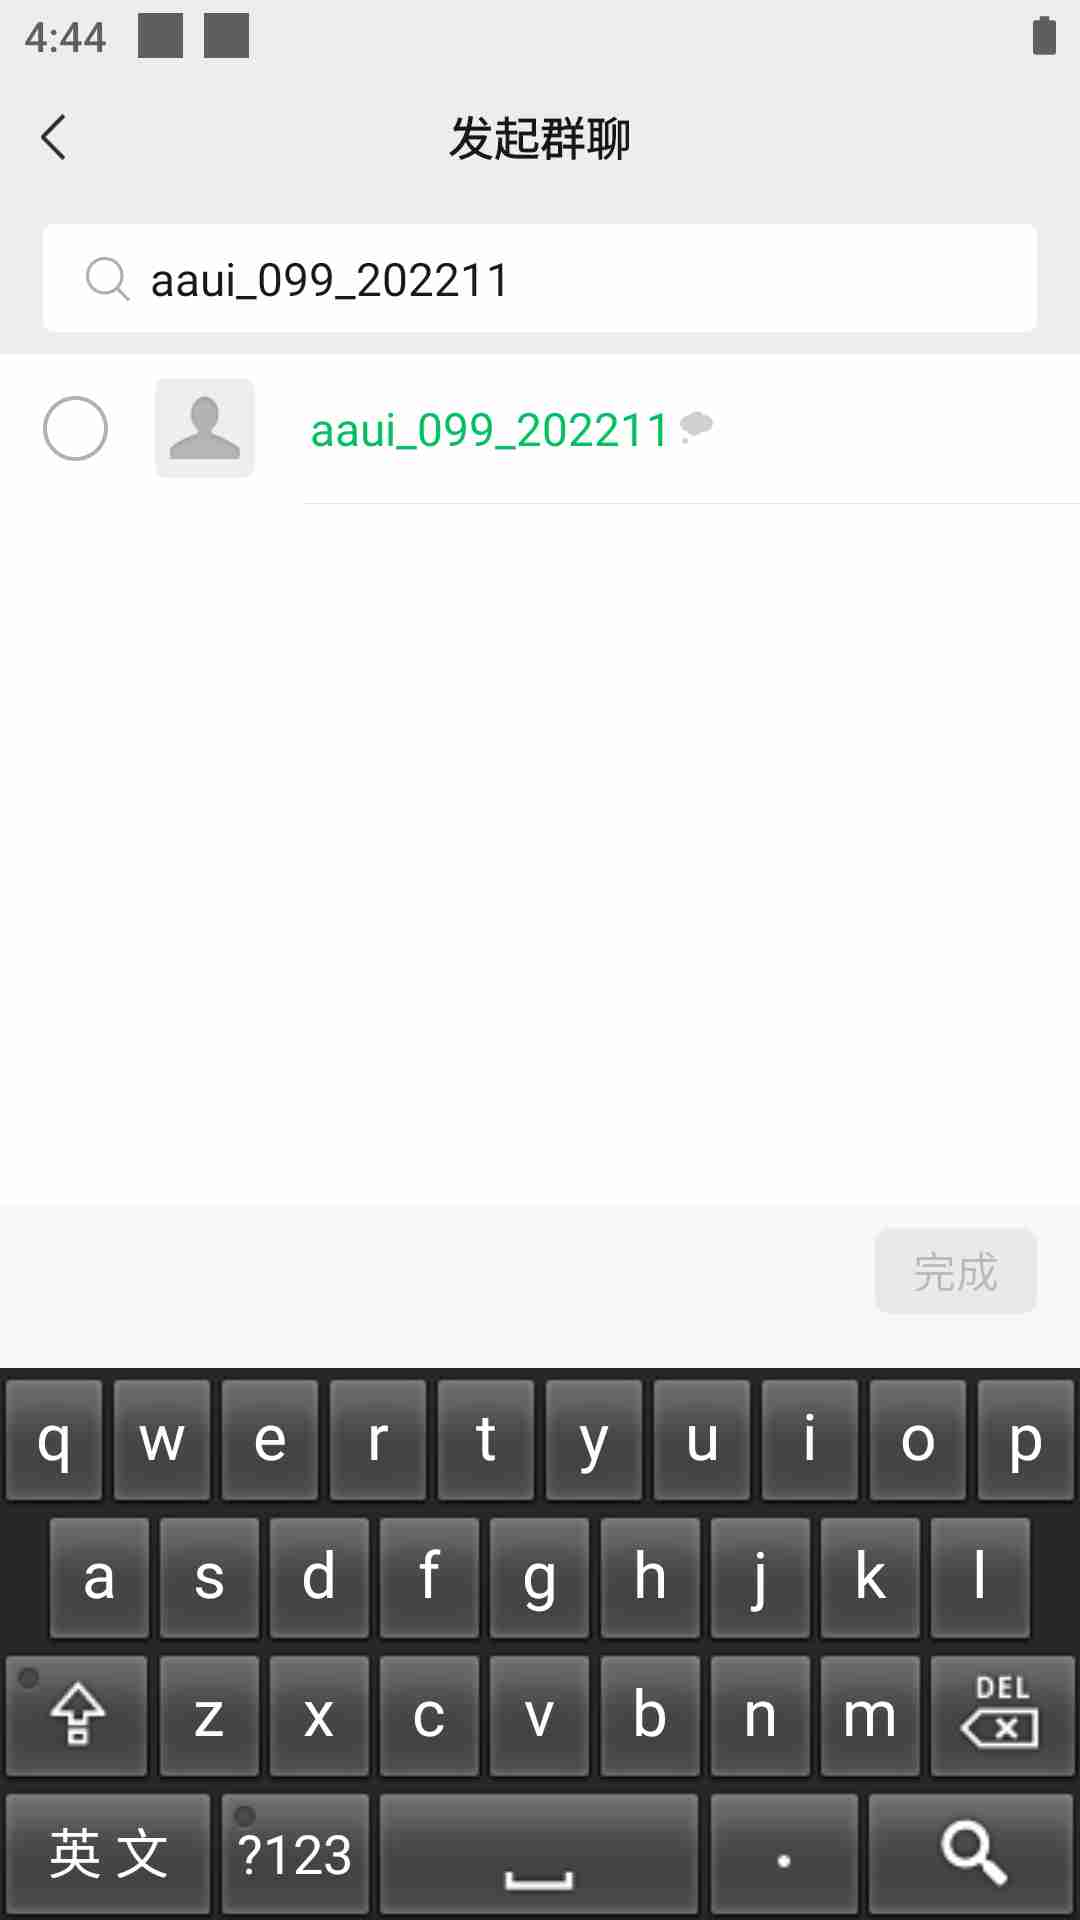 4:44
发起群聊
aaui_099_202211
aaui_099_202211
完成
q w e r t y u i o p
a s d f g h j k l
z x c v b n m DEL
英文 ?123 .